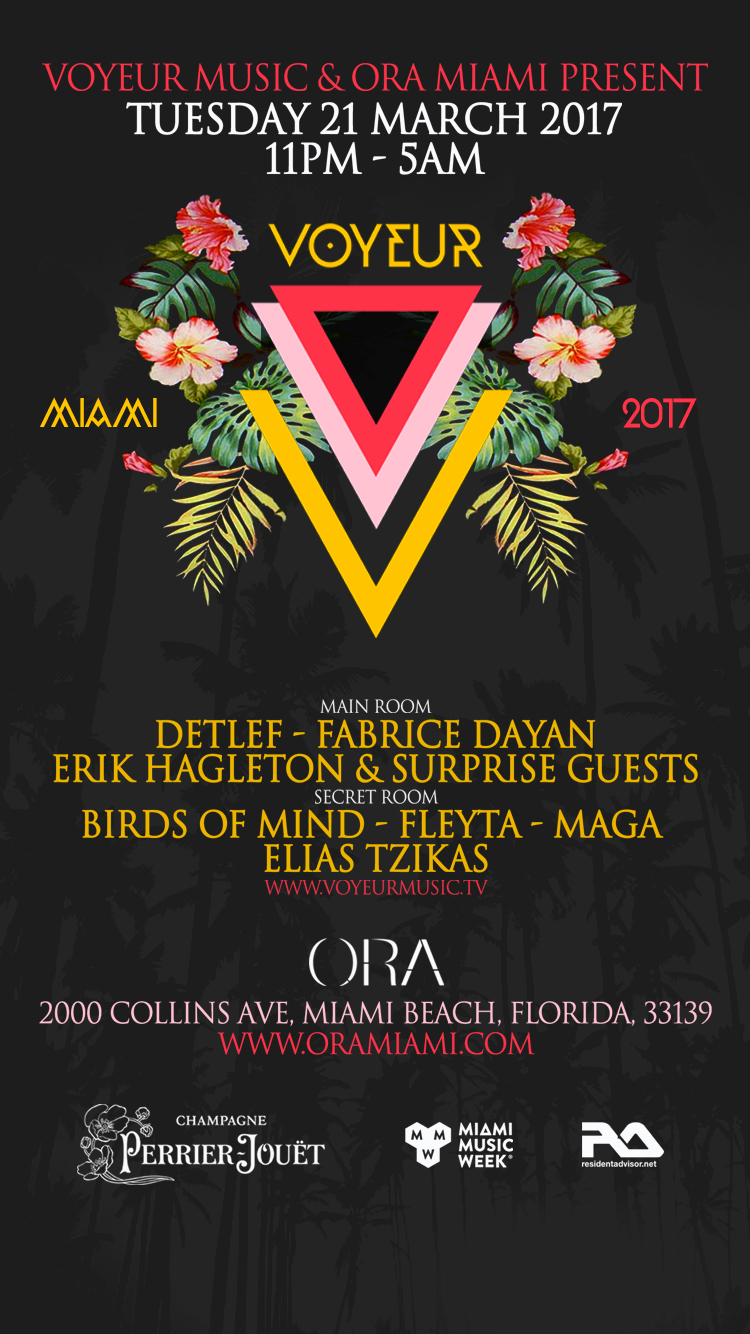 VOYEUR MUSIC & ORA MIAMI PRESENT
TUESDAY 21 MARCH 2017
11PM - 5AM
VOYEUR
MIAMI
2017
MAIN ROOM
DETLEF - FABRICE DAYAN
ERIK HAGLETON & SURPRISE GUESTS
SECRET ROOM
BIRDS OF MIND - FLEYTA - MAGA
ELIAS TZIKAS
WWW.VOYEURMUSIC.TV
ORA
2000 COLLINS AVE, MIAMI BEACH, FLORIDA, 33139
WWW.ORAMIAMI.COM
CHAMPAGNE
PERRIER-JOUËT
M M W
MIAMI
MUSIC
WEEK®
RA
residentadvisor.net